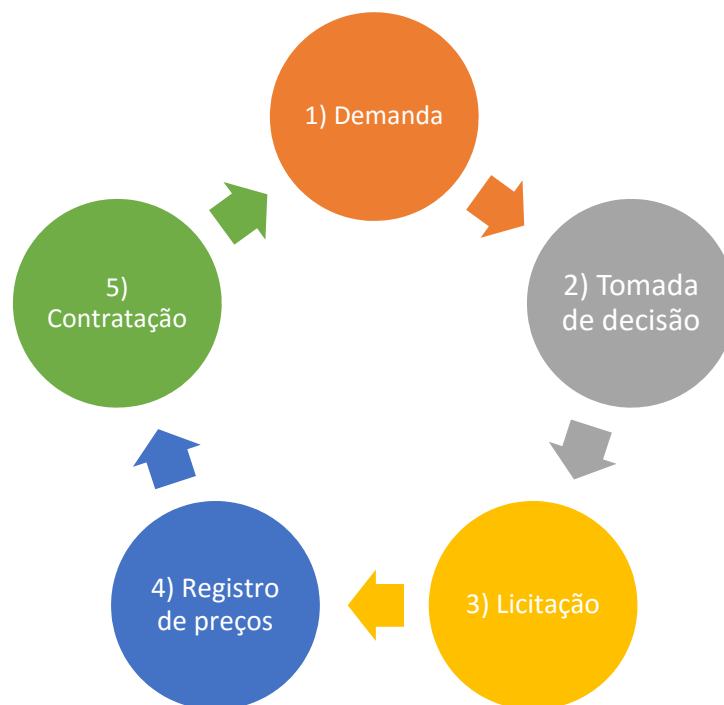 1) Demanda
2) Tomada
de decisão
3) Licitação
4) Registro
de preços
5)
Contratação